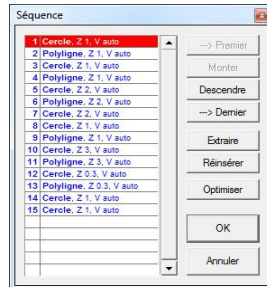 Séquence
1 Cercle, Z 1, V auto
2 Polyligne, Z 1, V auto
3 Cercle, Z 1, V auto
4 Polyligne, Z 1, V auto
5 Cercle, Z 2, V auto
6 Polyligne, Z 2, V auto
7 Cercle, Z 2, V auto
8 Cercle, Z 1, V auto
9 Polyligne, Z 1, V auto
10 Cercle, Z 3, V auto
11 Polyligne, Z 3, V auto
12 Cercle, Z 0.3, V auto
13 Polyligne, Z 0.3, V auto
14 Cercle, Z 1, V auto
15 Cercle, Z 1, V auto
---> Premier
Monter
Descendre
---> Dernier
Extraire
Réinsérer
Optimiser
OK
Annuler